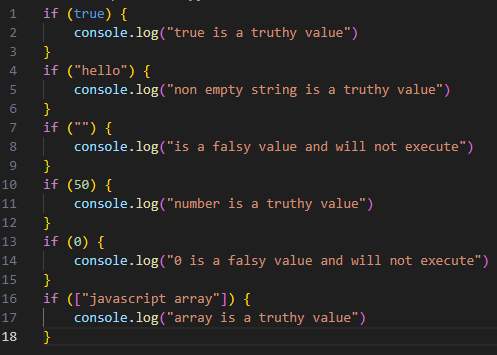 1 if (true) {
2 console.log("true is a truthy value")
3 }
4 if ("hello") {
5 console.log("non empty string is a truthy value")
6 }
7 if ("") {
8 console.log("is a falsy value and will not execute")
9 }
10 if (50) {
11 console.log("number is a truthy value")
12 }
13 if (0) {
14 console.log("0 is a falsy value and will not execute")
15 }
16 if (["javascript array"]) {
17 console.log("array is a truthy value")
18 }